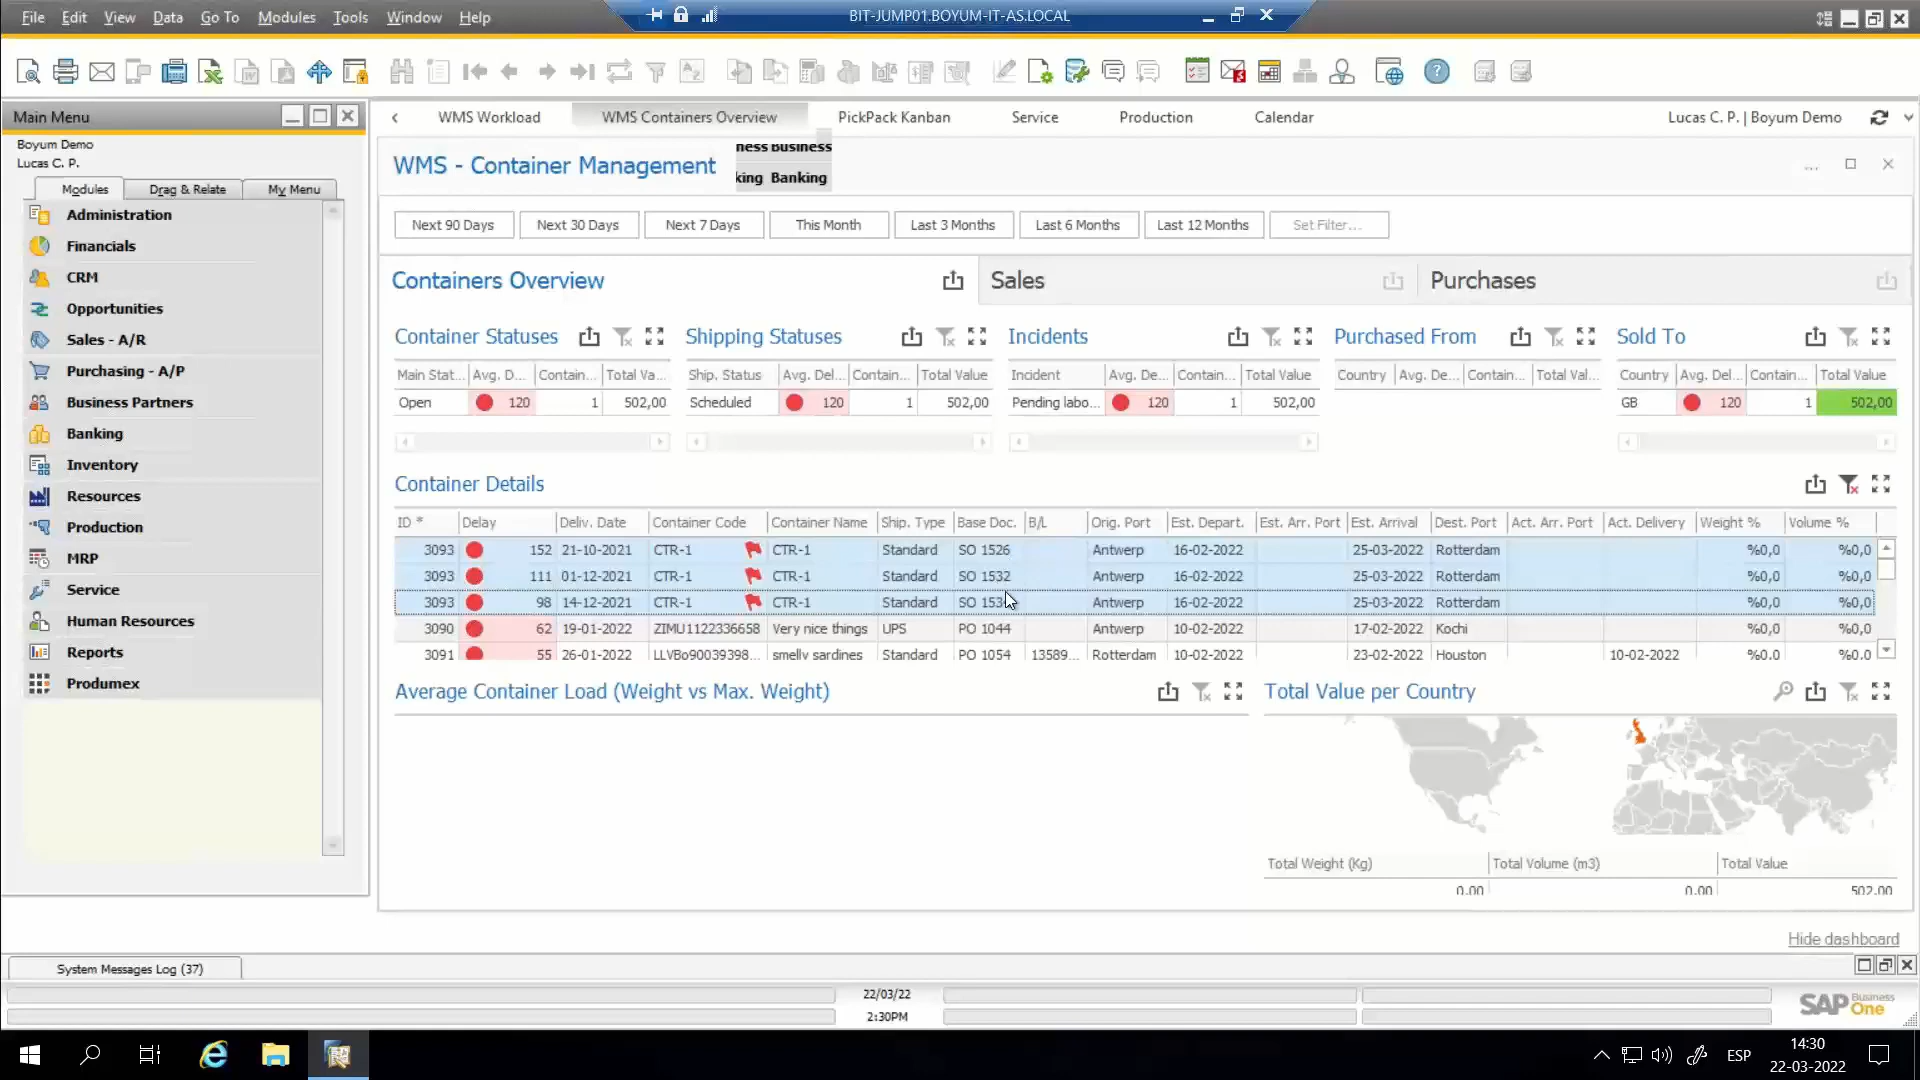 File Edit View Data Go To Modules Tools Window Help
BIT-JUMP01.BOYUM-IT-AS.LOCAL
Main Menu
Boyum Demo
Lucas C. P.
Modules Drag & Relate My Menu
Administration
Financials
CRM
Opportunities
Sales - A/R
Purchasing - A/P
Business Partners
Banking
Inventory
Resources
Production
MRP
Service
Human Resources
Reports
Produmex
WMS Workload WMS Containers Overview PickPack Kanban Service Production Calendar Lucas C. P. | Boyum Demo
WMS - Container Management
ness Business
king Banking
Next 90 Days Next 30 Days Next 7 Days This Month Last 3 Months Last 6 Months Last 12 Months Set Filter...
Containers Overview Sales Purchases
Container Statuses Shipping Statuses Incidents Purchased From Sold To
Main Stat... Avg. D... Contain... Total Va... Ship. Status Avg. Del... Contain... Total Value Incident Avg. De... Contain... Total Value Country Avg. De... Contain... Total Val... Country Avg. Del... Contain... Total Value
Open 120 1 502,00 Scheduled 120 1 502,00 Pending labo... 120 1 502,00 GB 120 1 502,00
Container Details
ID * Delay Deliv. Date Container Code Container Name Ship. Type Base Doc. B/L Orig. Port Est. Depart. Est. Arr. Port Est. Arrival Dest. Port Act. Arr. Port Act. Delivery Weight % Volume %
3093 152 21-10-2021 CTR-1 CTR-1 Standard SO 1526 Antwerp 16-02-2022 25-03-2022 Rotterdam %0,0 %0,0
3093 111 01-12-2021 CTR-1 CTR-1 Standard SO 1532 Antwerp 16-02-2022 25-03-2022 Rotterdam %0,0 %0,0
3093 98 14-12-2021 CTR-1 CTR-1 Standard SO Antwerp 16-02-2022 25-03-2022 Rotterdam %0,0 %0,0
3090 62 19-01-2022 ZIMU1122336658 Very nice things UPS PO 1044 Antwerp 10-02-2022 17-02-2022 Kochi %0,0 %0,0
3091 55 26-01-2022 LLVBo90039398... smelly sardines Standard PO 1054 13589... Rotterdam 10-02-2022 23-02-2022 Houston 10-02-2022 %0,0 %0,0
Average Container Load (Weight vs Max. Weight) Total Value per Country
Total Weight (Kg) Total Volume (m3) Total Value
0,00 0,00 502,00
Hide dashboard
System Messages Log (37)
22/03/22
2:30PM
SAP Business One
ESP
14:30
22-03-2022